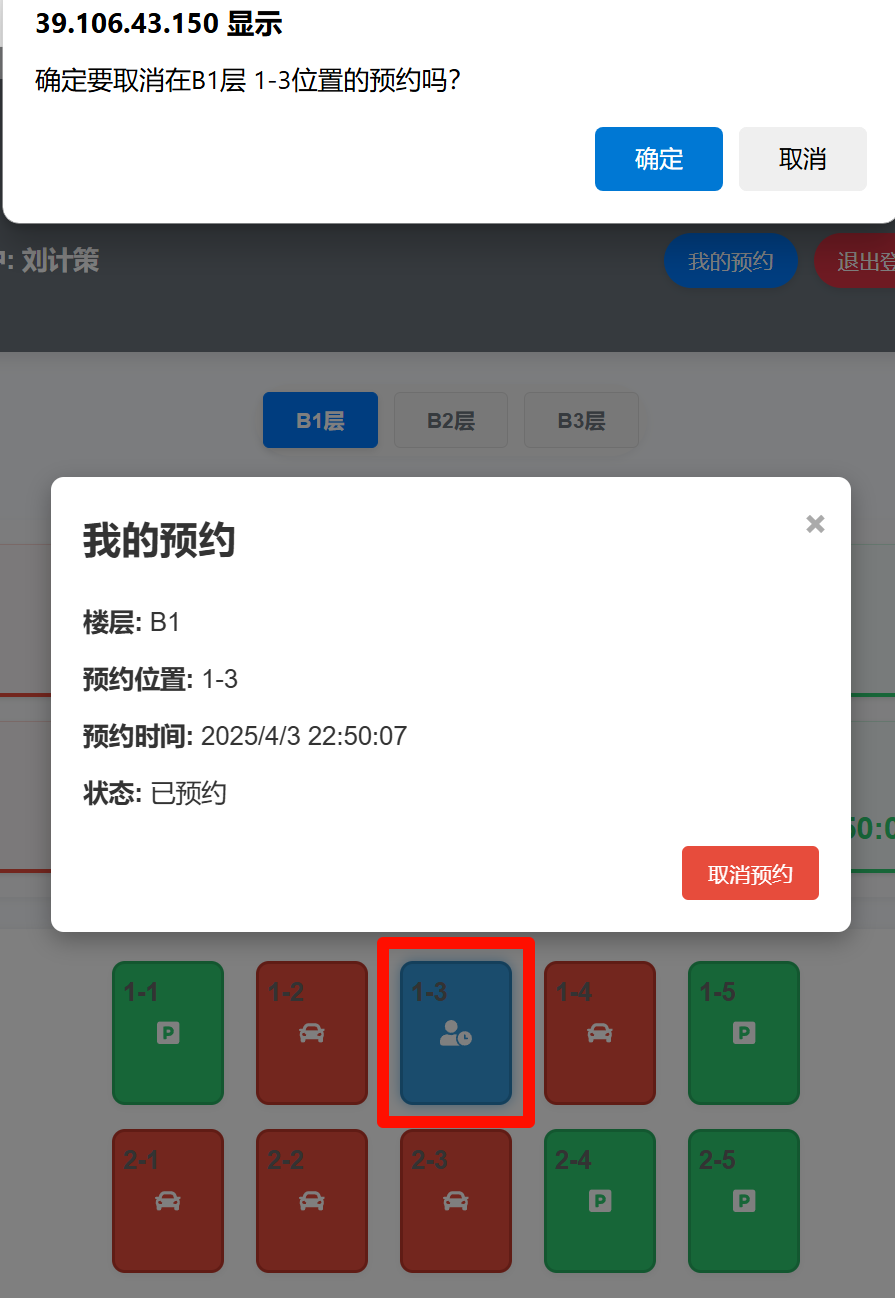 39.106.43.150 显示
确定要取消在B1层 1-3位置的预约吗？
确定 取消
: 刘计策 我的预约 退出登
B1层 B2层 B3层
我的预约 ×
楼层: B1
预约位置: 1-3
预约时间: 2025/4/3 22:50:07
状态: 已预约
50:0
取消预约
1-1 1-2 1-3 1-4 1-5
P P
2-1 2-2 2-3 2-4 2-5
P P